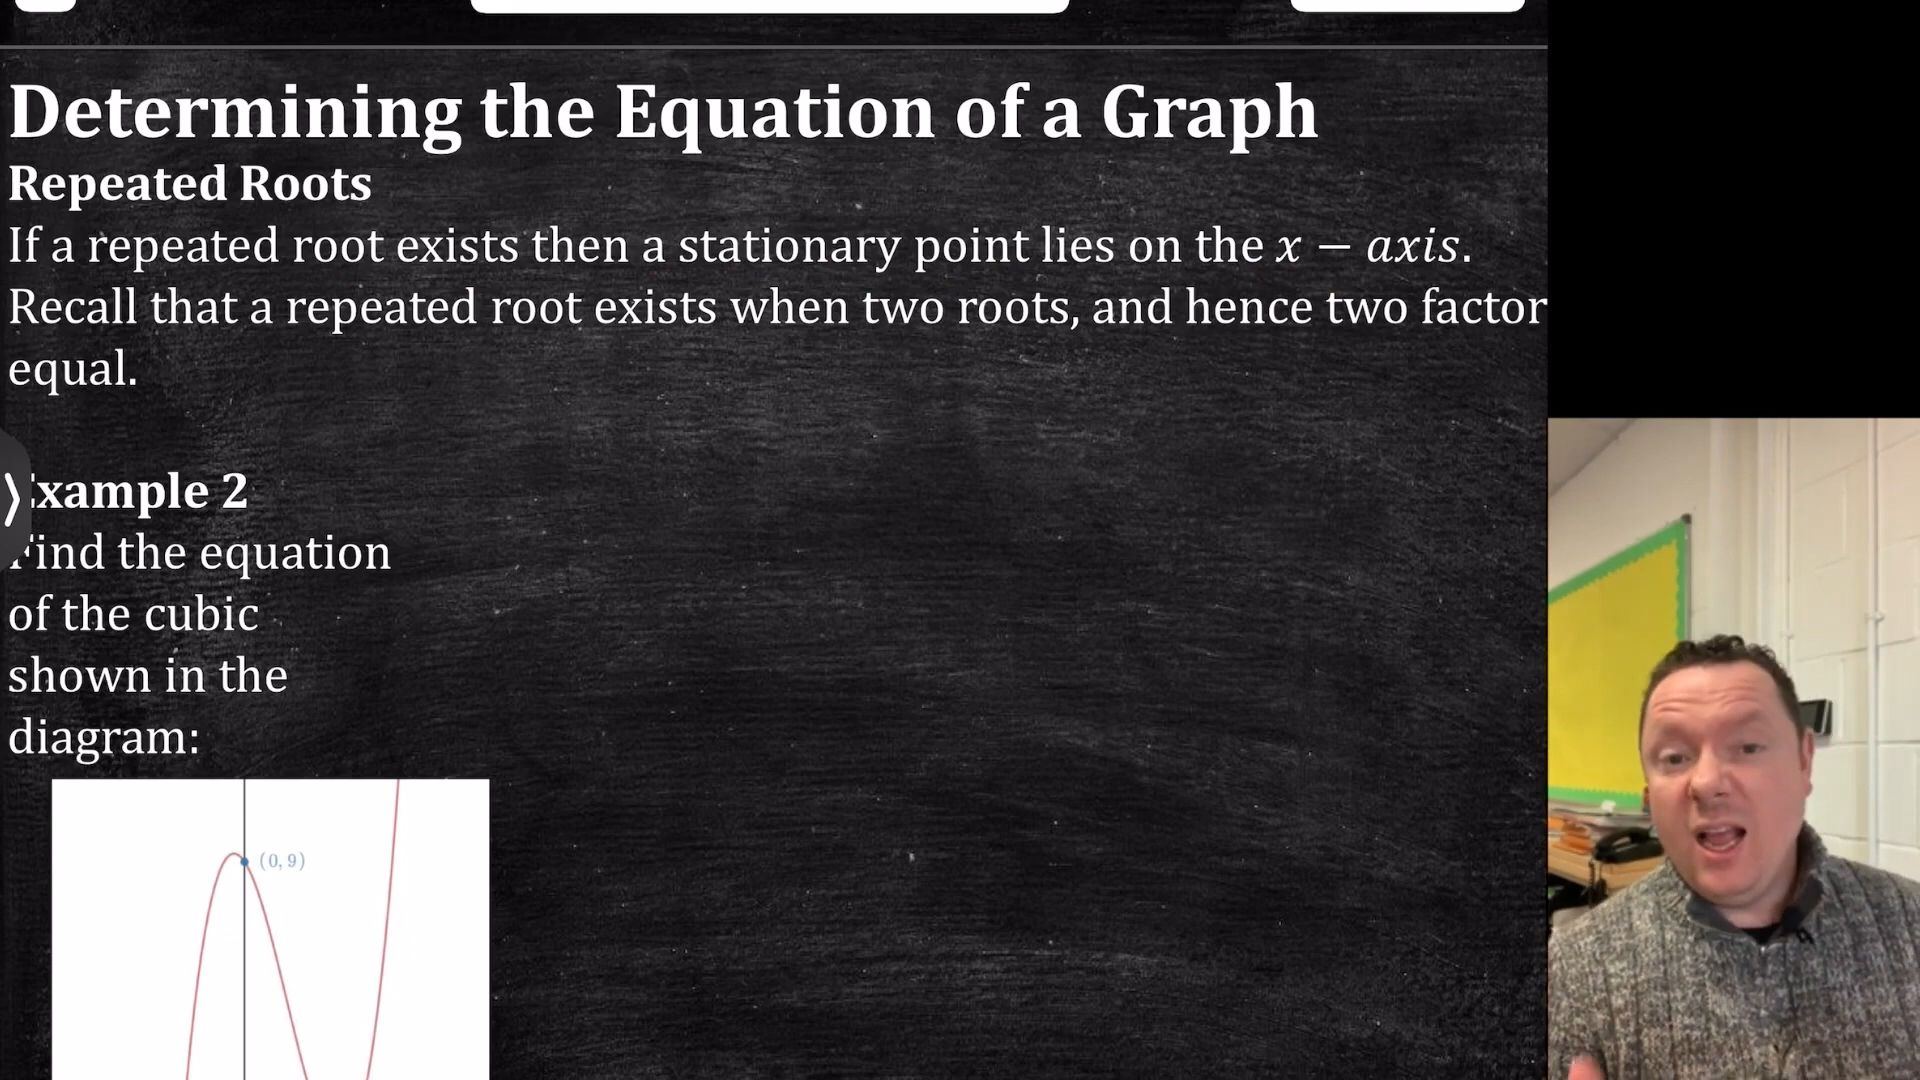 Determining the Equation of a Graph
Repeated Roots
If a repeated root exists then a stationary point lies on the x − axis.
Recall that a repeated root exists when two roots, and hence two factor
equal.
xample 2
Find the equation
of the cubic
shown in the
diagram:
(0, 9)